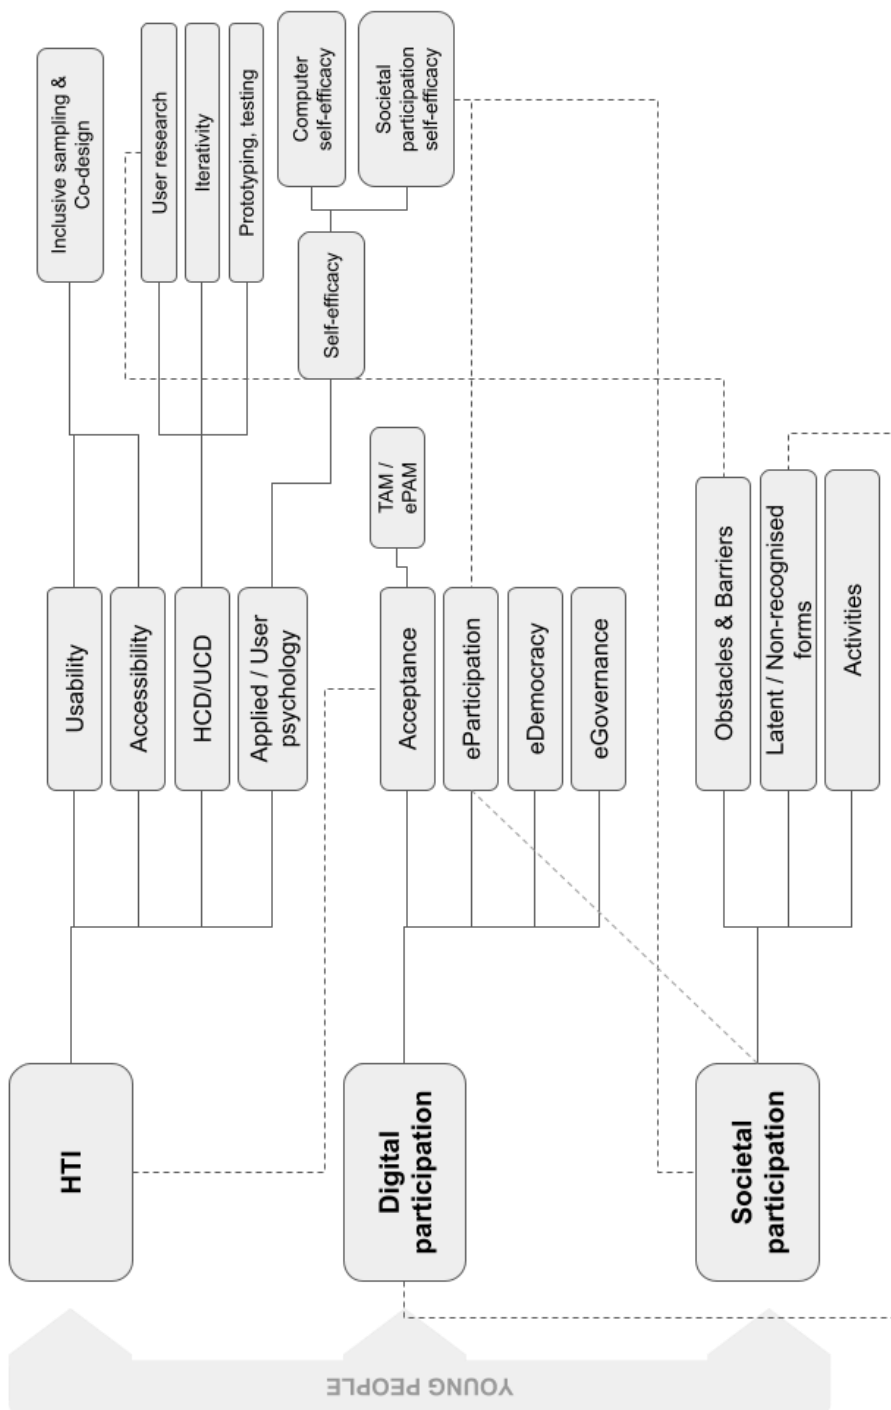 YOUNG PEOPLE
HTI
Usability
Accessibility
HCD/UCD
Applied / User
psychology
Inclusive sampling &
Co-design
User research
Iterativity
Prototyping, testing
Self-efficacy
Computer
self-efficacy
Societal
participation
self-efficacy
Digital
participation
Acceptance
eParticipation
eDemocracy
eGovernance
TAM /
ePAM
Societal
participation
Obstacles & Barriers
Latent / Non-recognised
forms
Activities